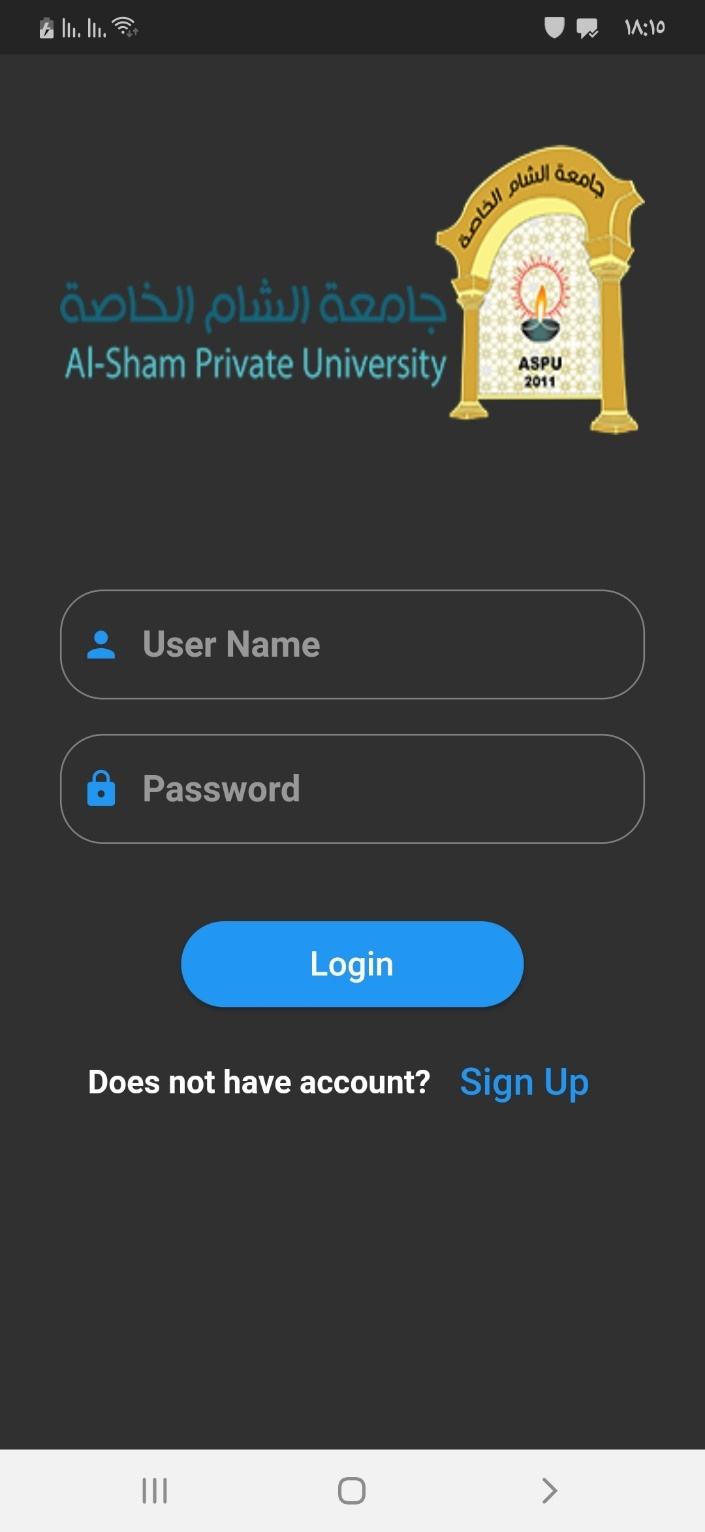 ١٨:١٥
جامعة الشام الخاصة
جامعة الشام الخاصة
Al-Sham Private University
ASPU
2011
User Name
Password
Login
Does not have account? Sign Up